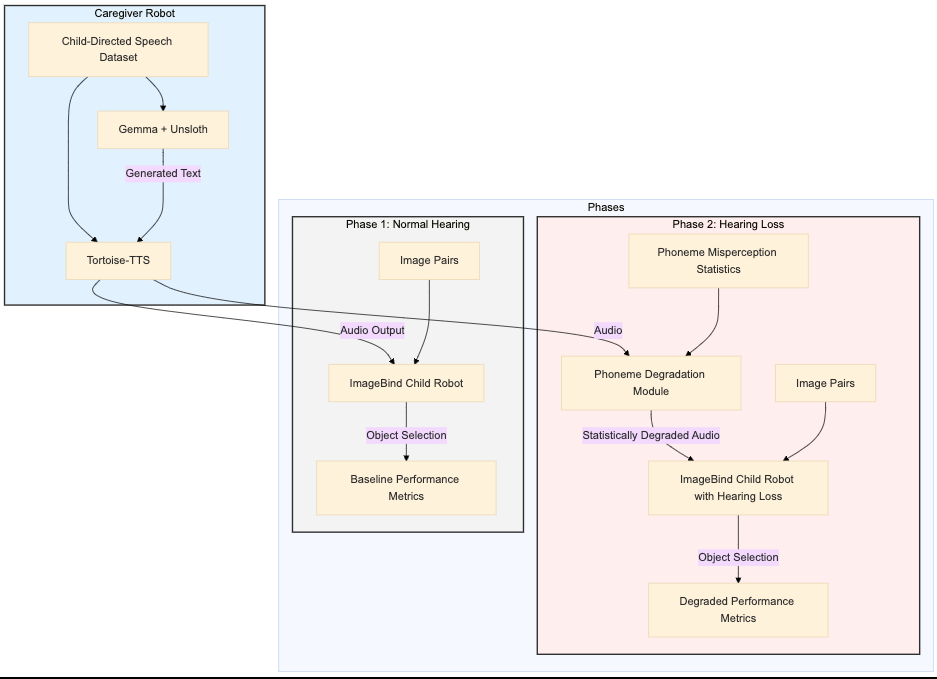 Caregiver Robot
Child-Directed Speech
Dataset
Gemma + Unsloth
Generated Text
Tortoise-TTS
Phases
Phase 1: Normal Hearing
Image Pairs
Audio Output
ImageBind Child Robot
Object Selection
Baseline Performance
Metrics
Phase 2: Hearing Loss
Phoneme Misperception
Statistics
Audio
Phoneme Degradation
Module
Image Pairs
Statistically Degraded Audio
ImageBind Child Robot
with Hearing Loss
Object Selection
Degraded Performance
Metrics